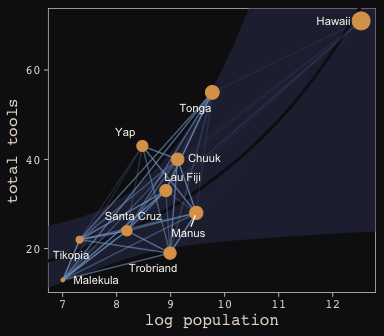 Hawaii
60
Tonga
Yap
40
Chuuk
Lau Fiji
Santa Cruz
Manus
20
Tikopia
Trobriand
Malekula
7 8 9 10 11 12
log population
total tools